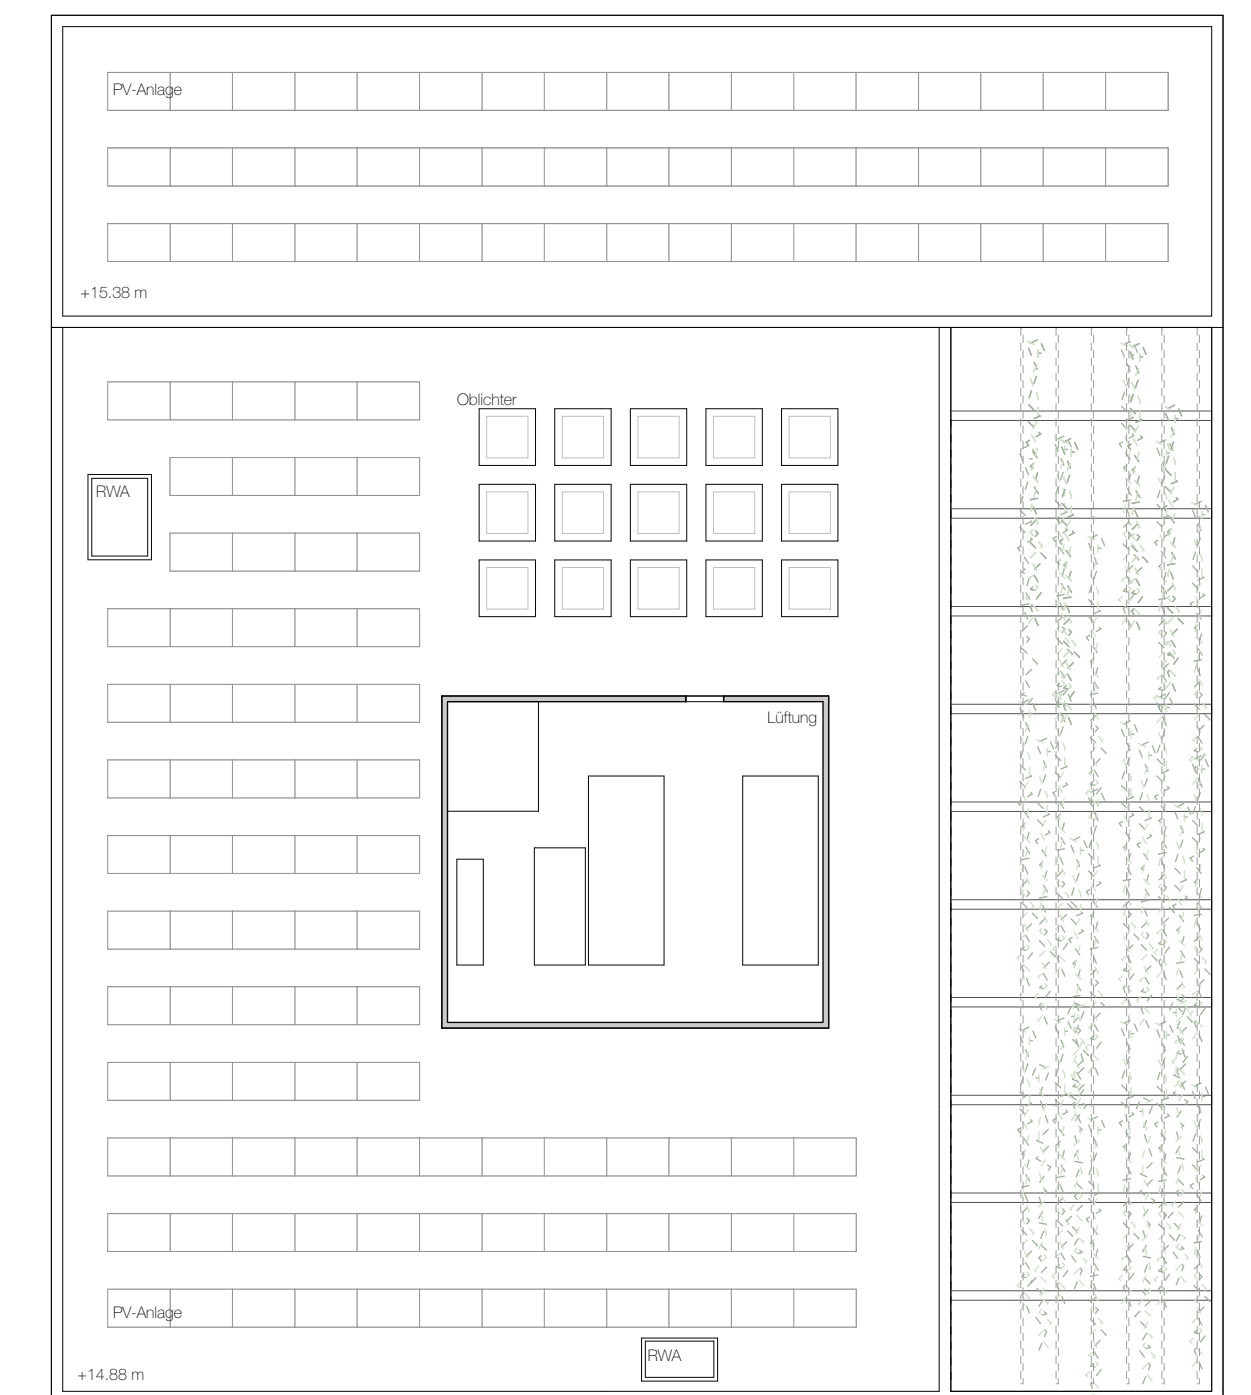 PV-Anlage
+15.38 m
Oblichter
RWA
Lüftung
PV-Anlage
RWA
+14.88 m